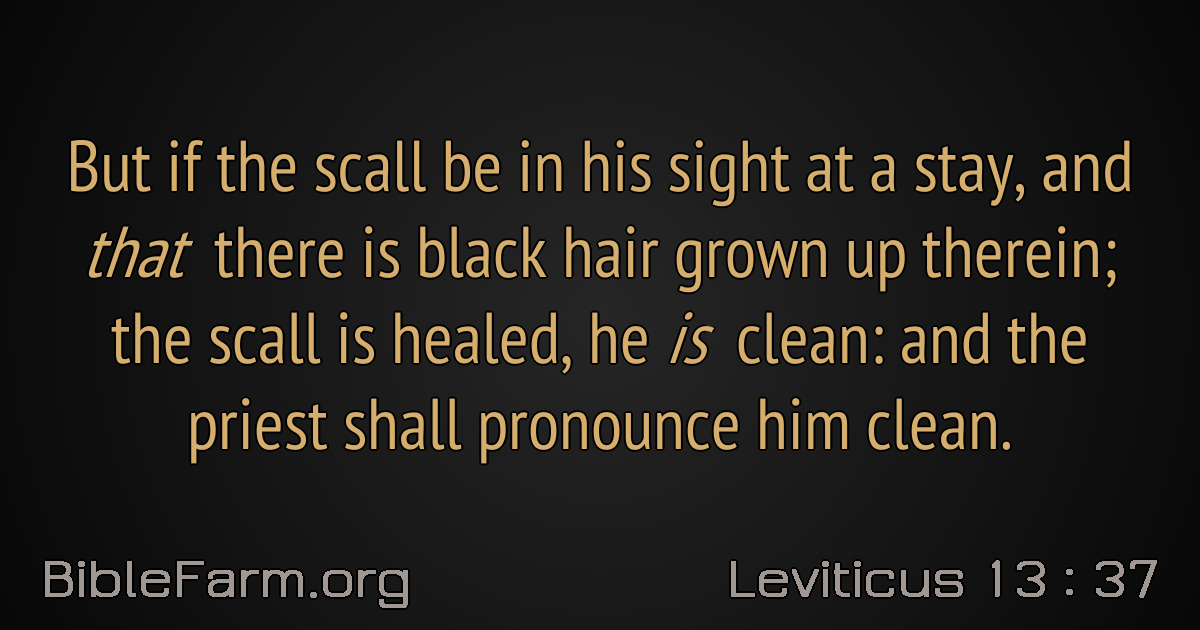 But if the scall be in his sight at a stay, and
that there is black hair grown up therein;
the scall is healed, he is clean: and the
priest shall pronounce him clean.
BibleFarm.org
Leviticus 13 : 37